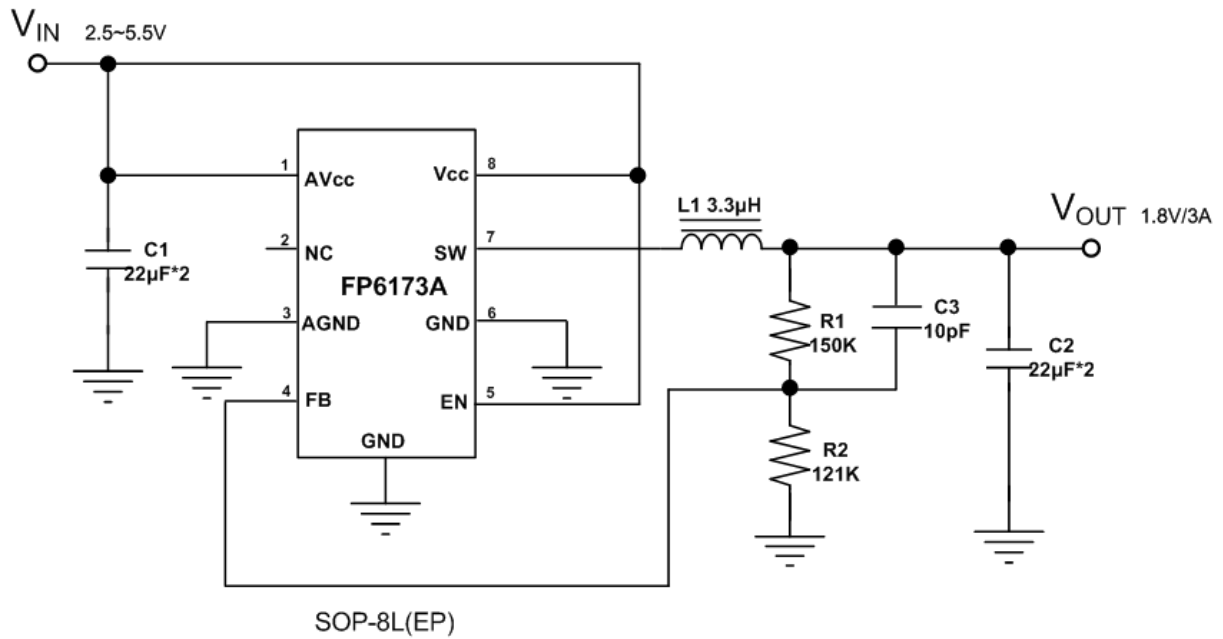 VIN 2.5~5.5V
1
AVcc
Vcc
8
L1 3.3µH
VOUT 1.8V/3A
C1
22µF*2
2
NC
SW
7
FP6173A
3
AGND
GND
6
R1
150K
C3
10pF
C2
22µF*2
4
FB
EN
5
GND
R2
121K
SOP-8L(EP)